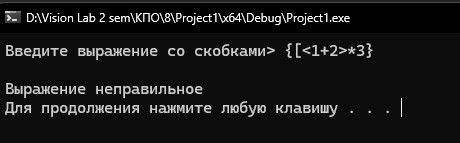 D:\Vision Lab 2 sem\КПО\8\Project1\x64\Debug\Project1.exe
Введите выражение со скобками> {[<1+2>*3}
Выражение неправильное
Для продолжения нажмите любую клавишу . . .